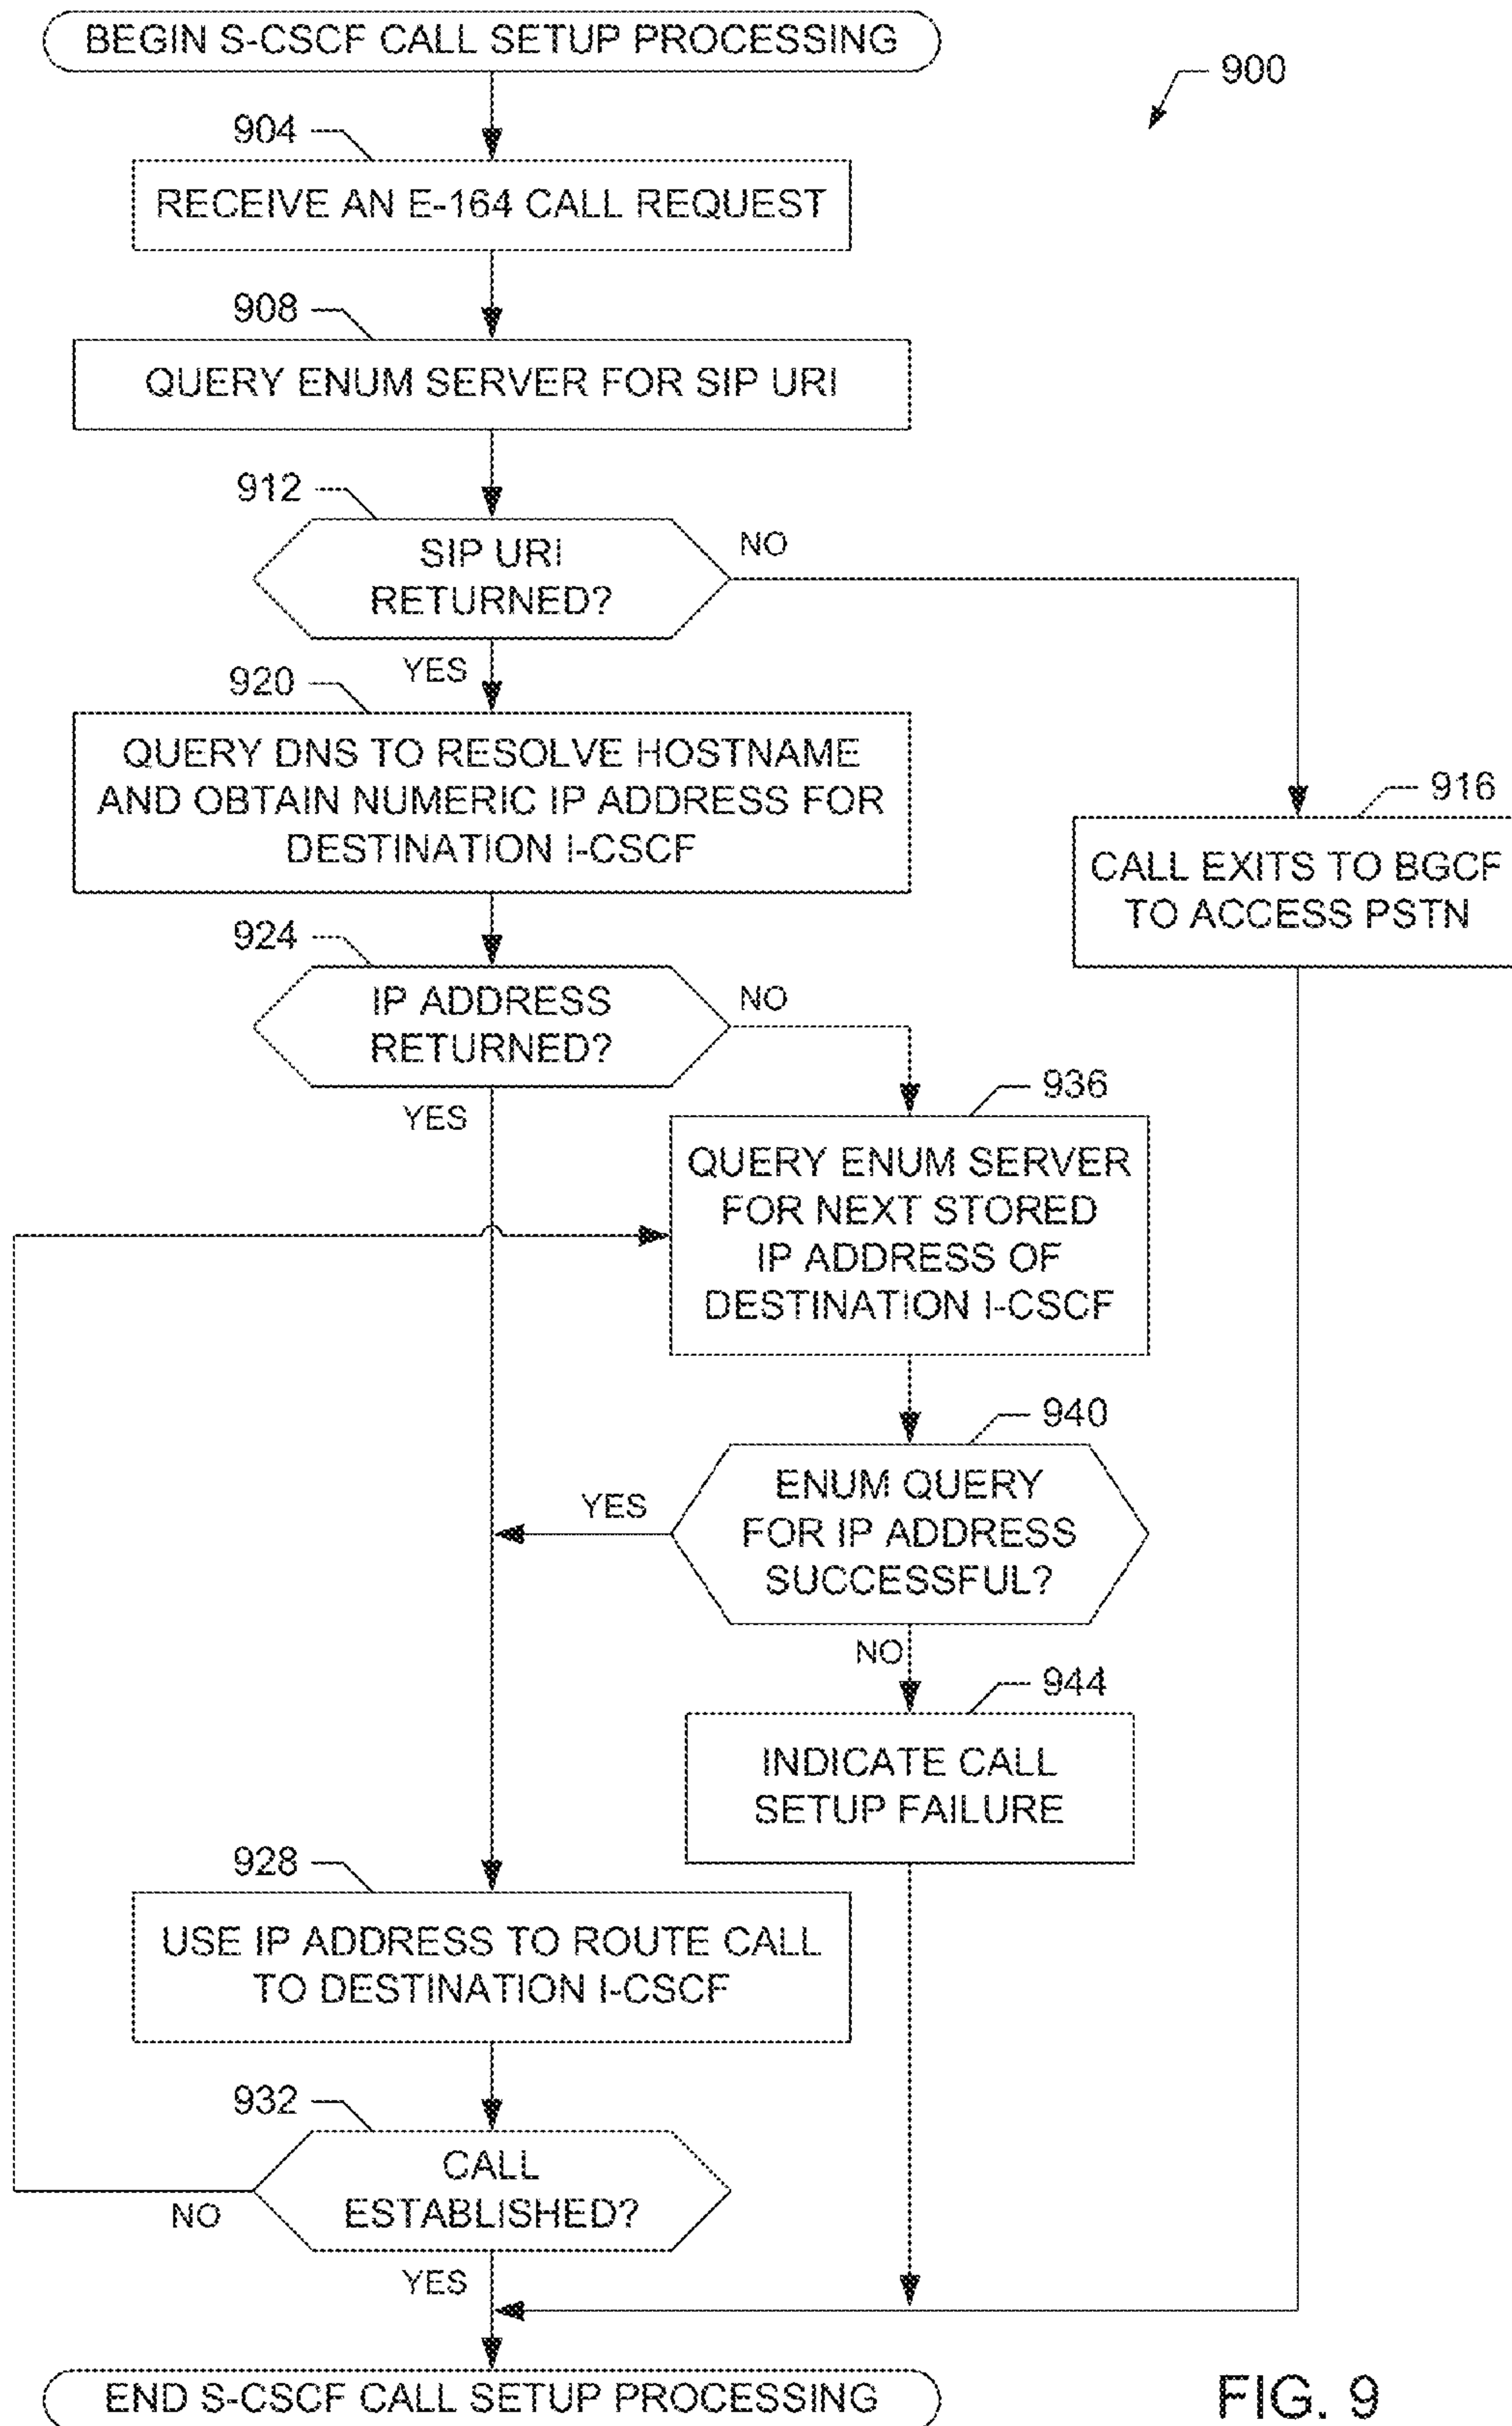 BEGIN S-CSCF CALL SETUP PROCESSING
900
904
RECEIVE AN E-164 CALL REQUEST
908
QUERY ENUM SERVER FOR SIP URI
912
SIP URI
RETURNED?
NO
YES
920
QUERY DNS TO RESOLVE HOSTNAME
AND OBTAIN NUMERIC IP ADDRESS FOR
DESTINATION I-CSCF
916
CALL EXITS TO BGCF
TO ACCESS PSTN
924
IP ADDRESS
RETURNED?
NO
YES
936
QUERY ENUM SERVER
FOR NEXT STORED
IP ADDRESS OF
DESTINATION I-CSCF
940
ENUM QUERY
FOR IP ADDRESS
SUCCESSFUL?
YES
NO
944
INDICATE CALL
SETUP FAILURE
928
USE IP ADDRESS TO ROUTE CALL
TO DESTINATION I-CSCF
932
CALL
ESTABLISHED?
NO
YES
END S-CSCF CALL SETUP PROCESSING
FIG. 9